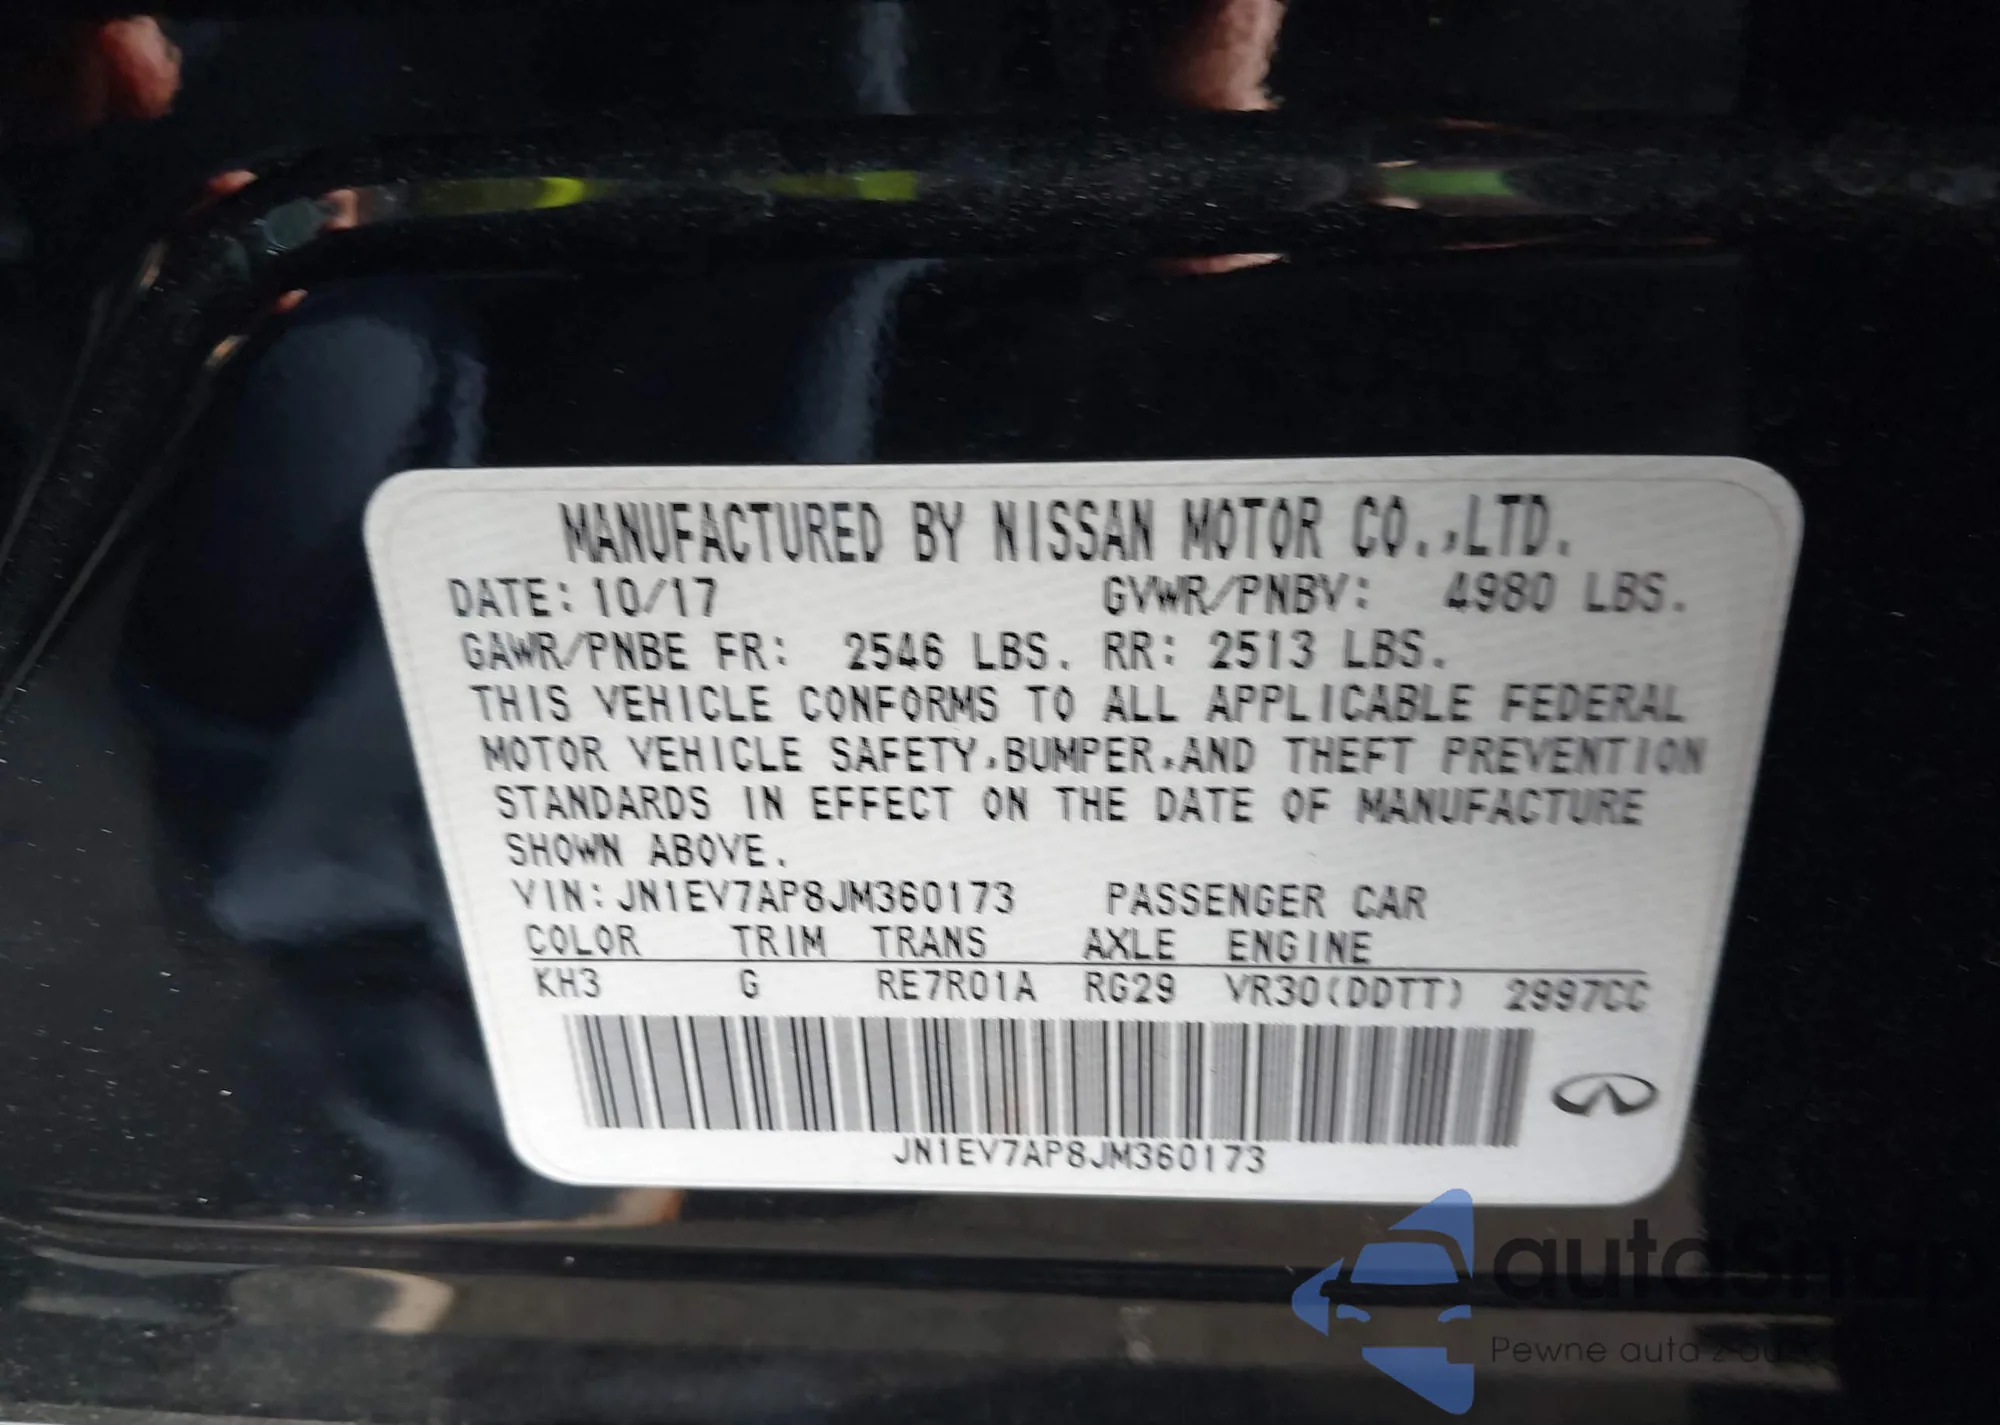 MANUFACTURED BY NISSAN MOTOR CO.,LTD.
DATE: 10/17 GVWR/PNBV: 4980 LBS.
GAWR/PNBE FR: 2546 LBS. RR: 2513 LBS.
THIS VEHICLE CONFORMS TO ALL APPLICABLE FEDERAL
MOTOR VEHICLE SAFETY,BUMPER,AND THEFT PREVENTION
STANDARDS IN EFFECT ON THE DATE OF MANUFACTURE
SHOWN ABOVE.
VIN:JN1EV7AP8JM360173 PASSENGER CAR
COLOR TRIM TRANS AXLE ENGINE
KH3 G RE7R01A RG29 VR30(DDTT) 2997CC
JN1EV7AP8JM360173
autosnap
Pewne auto z